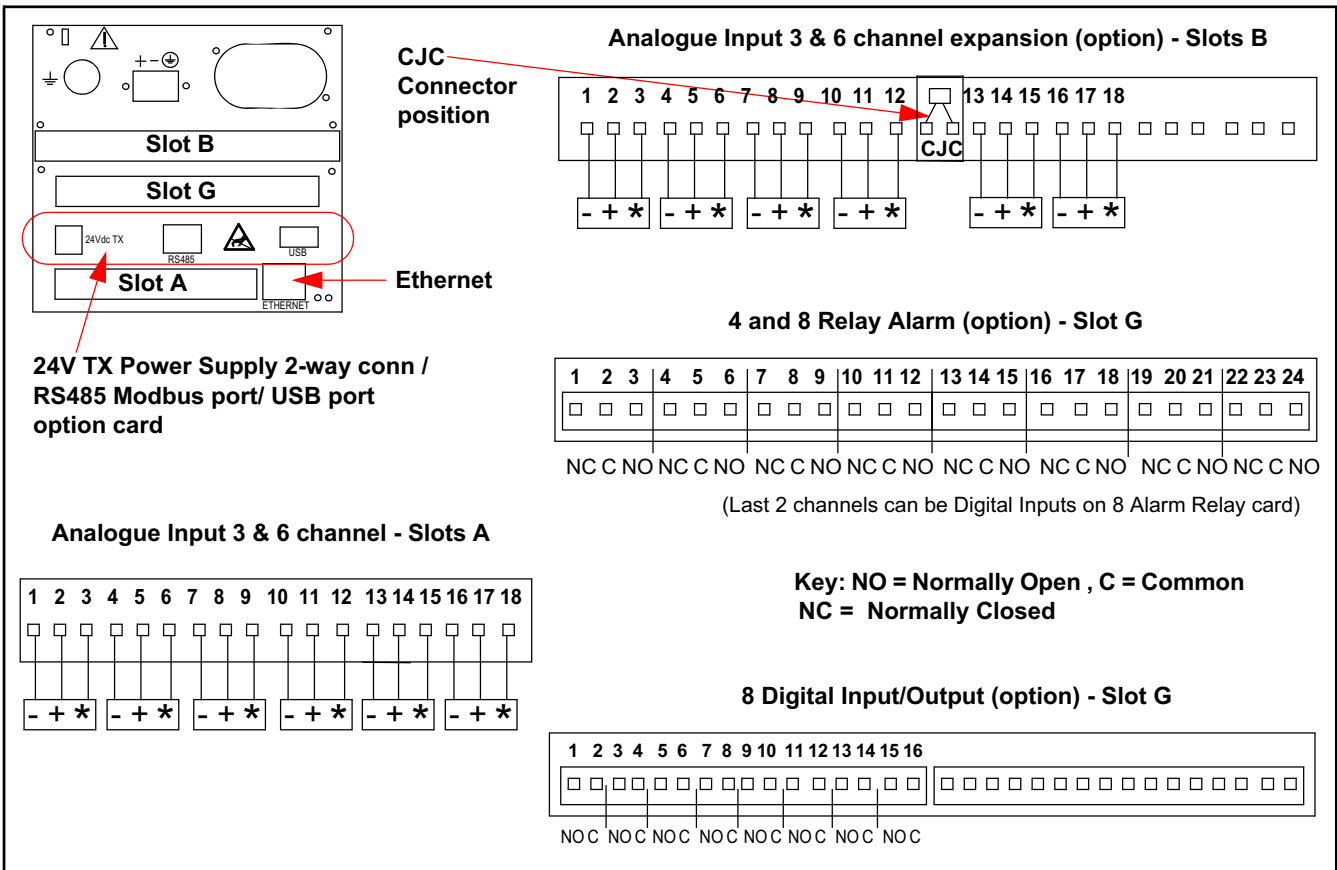 + -
Slot B
Slot G
24Vdc TX
RS485
USB
Slot A
ETHERNET
CJC
Connector
position
Ethernet
24V TX Power Supply 2-way conn /
RS485 Modbus port/ USB port
option card
Analogue Input 3 & 6 channel expansion (option) - Slots B
1 2 3 4 5 6 7 8 9 10 11 12 13 14 15 16 17 18
CJC
- + * - + * - + * - + * - + * - + *
4 and 8 Relay Alarm (option) - Slot G
1 2 3 4 5 6 7 8 9 10 11 12 13 14 15 16 17 18 19 20 21 22 23 24
NC C NO NC C NO NC C NO NC C NO NC C NO NC C NO NC C NO NC C NO
(Last 2 channels can be Digital Inputs on 8 Alarm Relay card)
Analogue Input 3 & 6 channel - Slots A
1 2 3 4 5 6 7 8 9 10 11 12 13 14 15 16 17 18
- + * - + * - + * - + * - + * - + *
Key: NO = Normally Open , C = Common
NC = Normally Closed
8 Digital Input/Output (option) - Slot G
1 2 3 4 5 6 7 8 9 10 11 12 13 14 15 16
NO C NO C NO C NO C NO C NO C NO C NO C